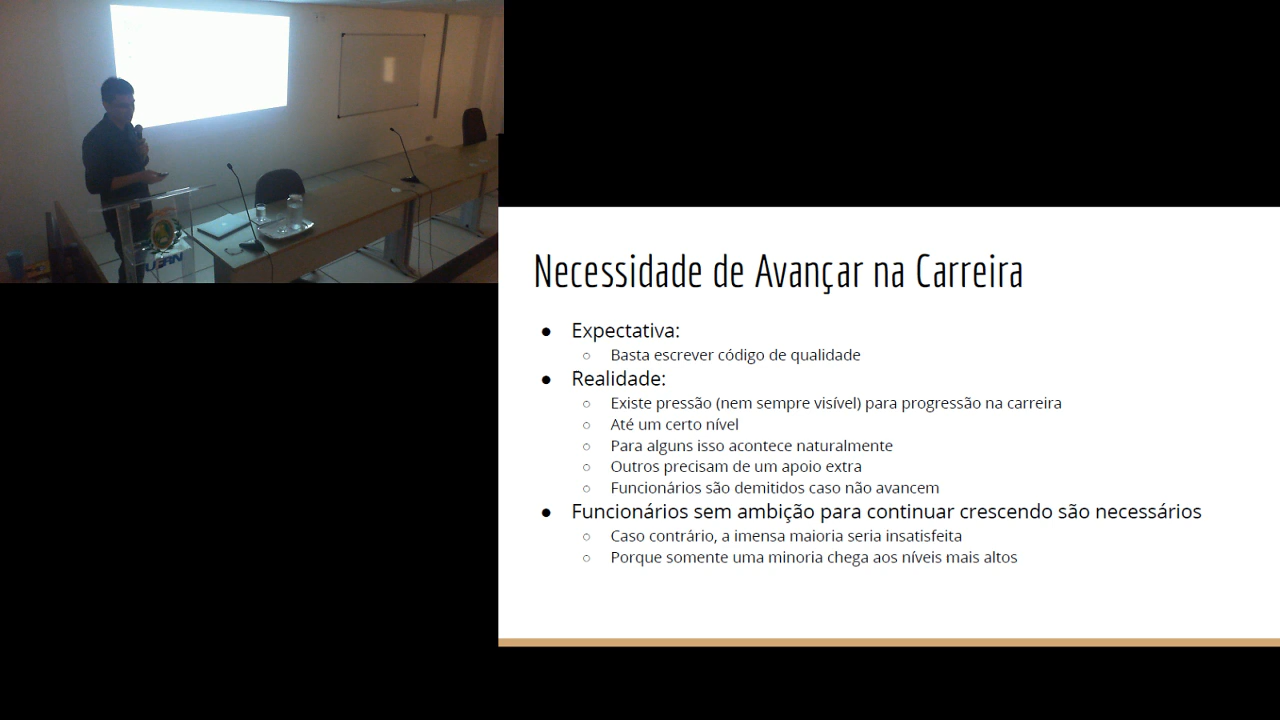 UERN
Necessidade de Avançar na Carreira
● Expectativa:
○ Basta escrever código de qualidade
● Realidade:
○ Existe pressão (nem sempre visível) para progressão na carreira
○ Até um certo nível
○ Para alguns isso acontece naturalmente
○ Outros precisam de um apoio extra
○ Funcionários são demitidos caso não avancem
● Funcionários sem ambição para continuar crescendo são necessários
○ Caso contrário, a imensa maioria seria insatisfeita
○ Porque somente uma minoria chega aos níveis mais altos